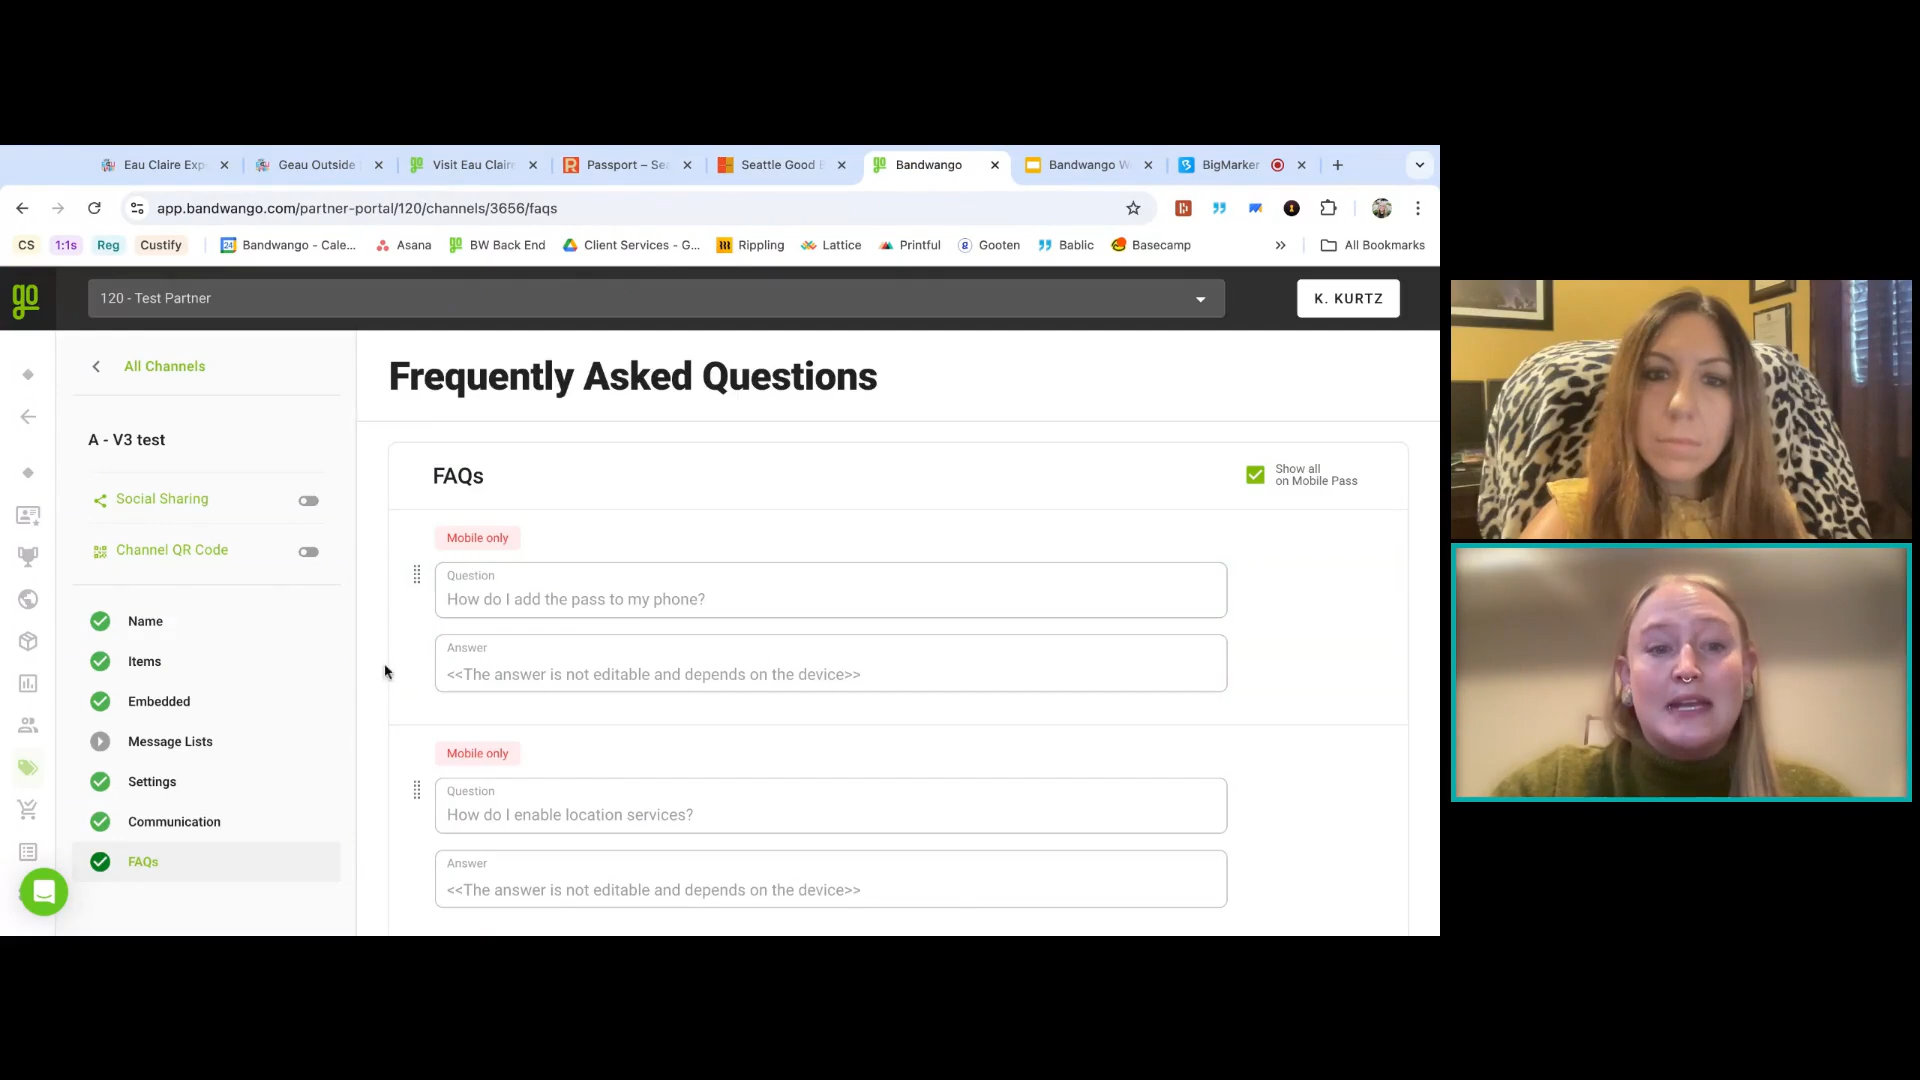 Eau Claire Exp
Geau Outside
Visit Eau Claire
Passport – Sea
Seattle Good
Bandwango
Bandwango W
BigMarker
app.bandwango.com/partner-portal/120/channels/3656/faqs
CS
1:1s
Reg
Custify
Bandwango - Cale...
Asana
BW Back End
Client Services - G...
Rippling
Lattice
Printful
Gooten
Bablic
Basecamp
All Bookmarks
go
120 - Test Partner
K. KURTZ
All Channels
A - V3 test
Social Sharing
Channel QR Code
Name
Items
Embedded
Message Lists
Settings
Communication
FAQs
Frequently Asked Questions
FAQs
Show all
on Mobile Pass
Mobile only
Question
How do I add the pass to my phone?
Answer
<<The answer is not editable and depends on the device>>
Mobile only
Question
How do I enable location services?
Answer
<<The answer is not editable and depends on the device>>